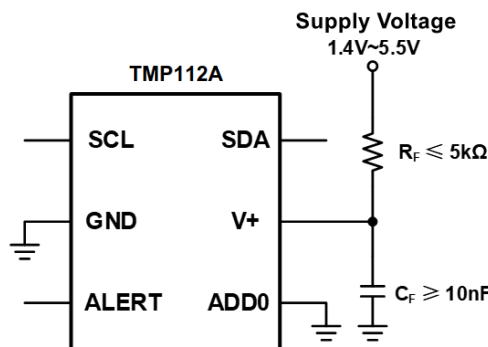 Supply Voltage
1.4V~5.5V
TMP112A
SCL
SDA
R_F ≤ 5kΩ
GND
V+
ALERT
ADD0
C_F ≥ 10nF